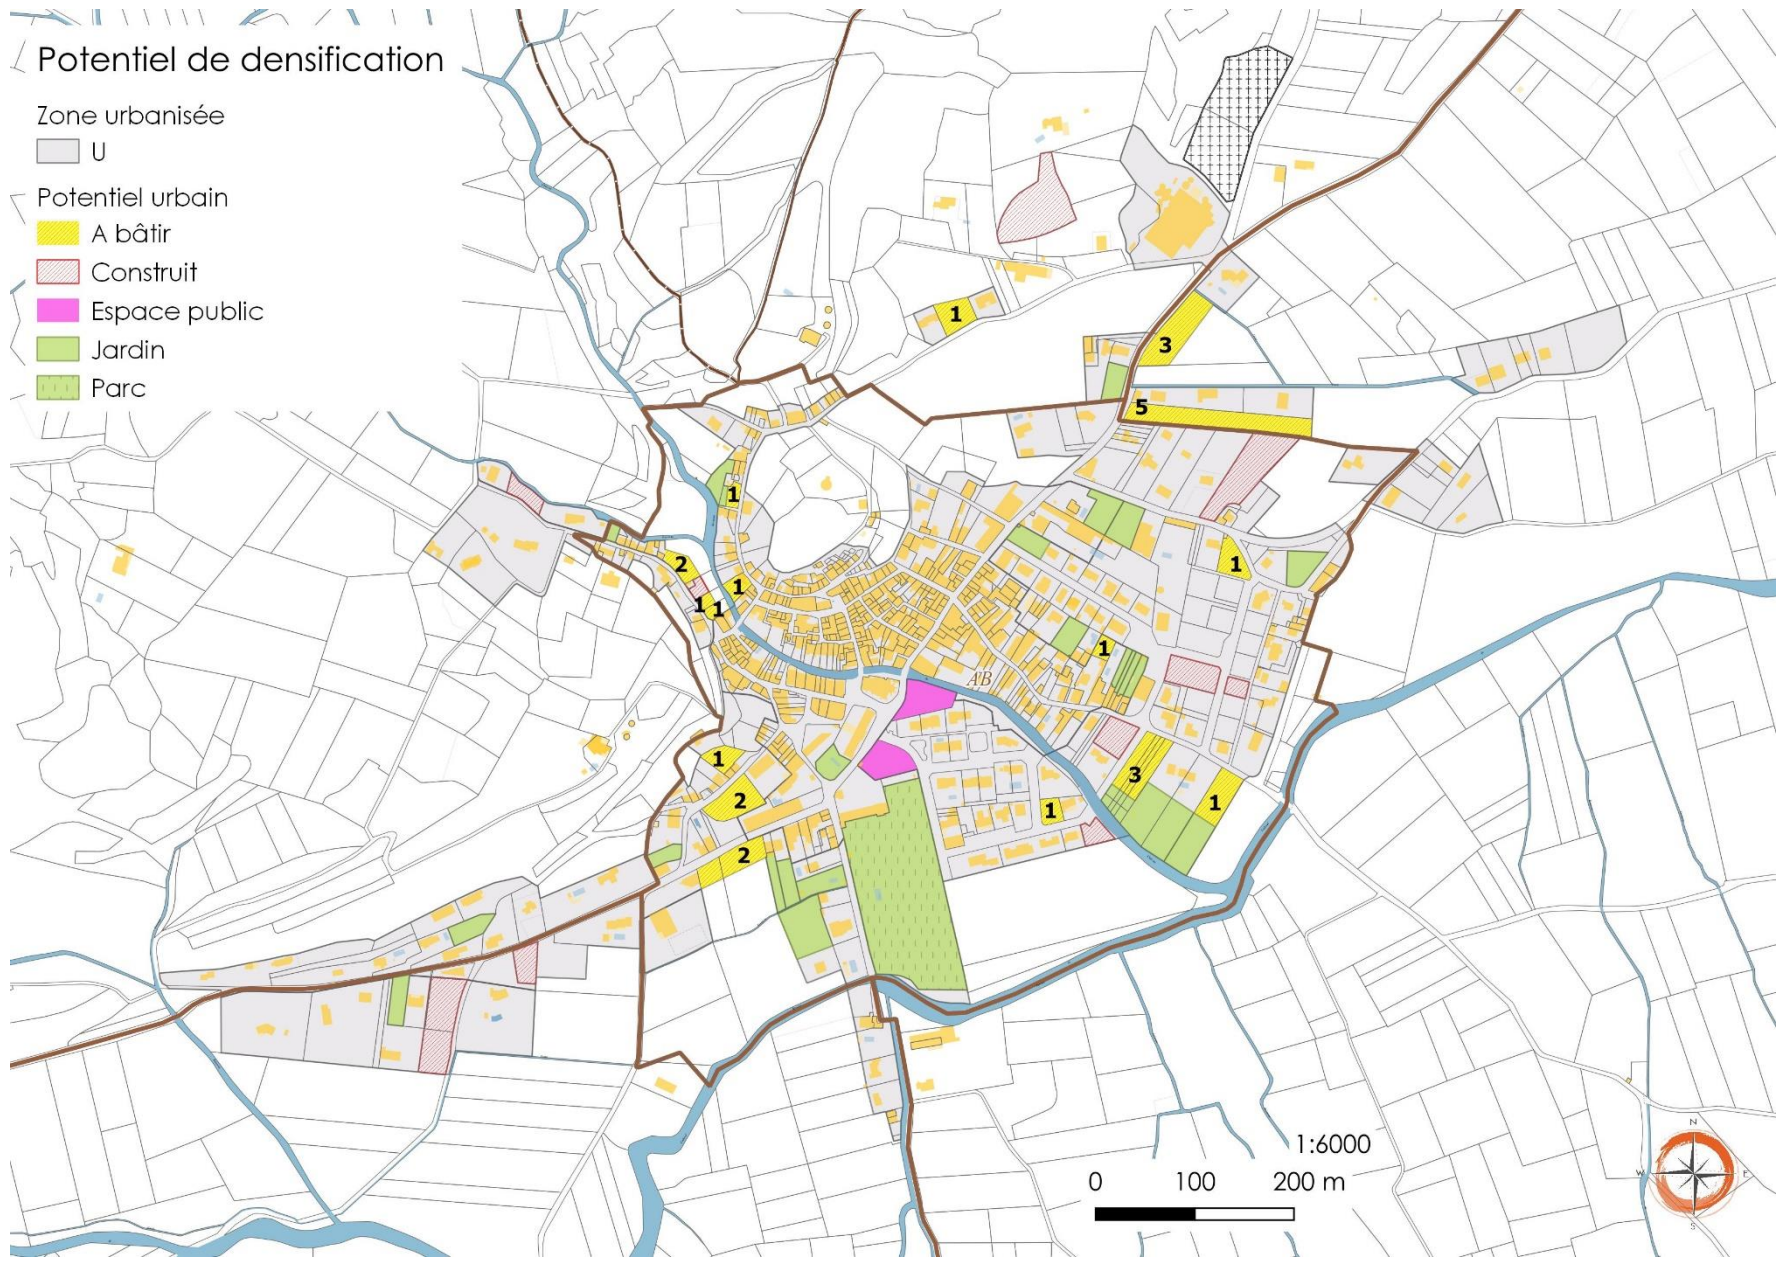 Potentiel de densification
Zone urbanisée
U
Potentiel urbain
A bâtir
Construit
Espace public
Jardin
Parc
1
3
5
1
2
1
1
1
1
1
AB
1
2
3
1
1
2
1:6000
0 100 200 m
N
W E
S